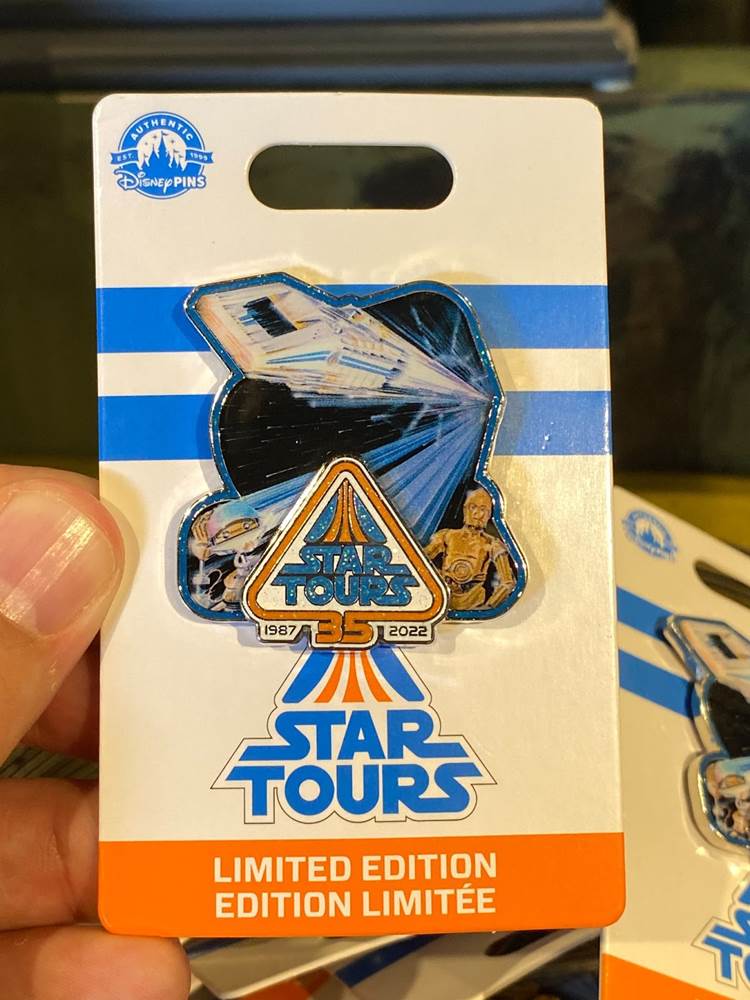 AUTHENTIC
EST. 1999
Disney PINS
STAR
TOURS
1987 35 2022
STAR
TOURS
LIMITED EDITION
EDITION LIMITÉE